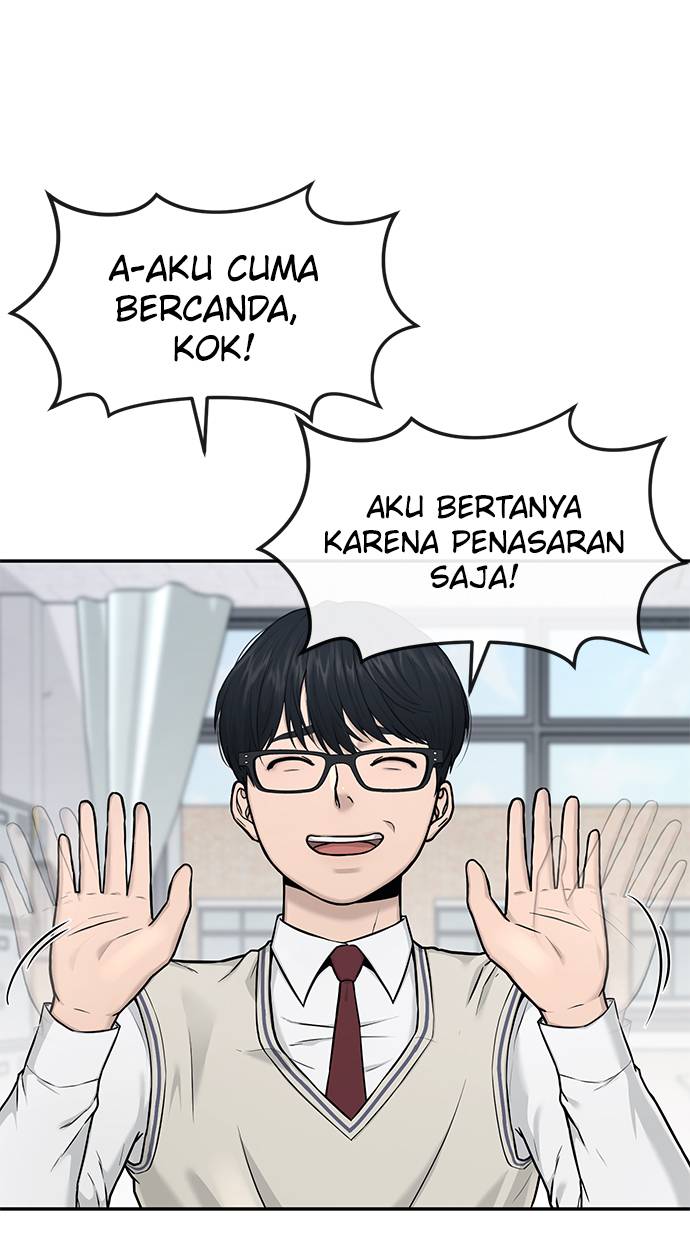 A-AKU CUMA
BERCANDA,
KOK!
AKU BERTANYA
KARENA PENASARAN
SAJA!